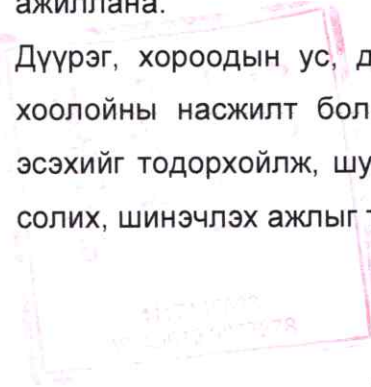 ажиллана.
Дүүрэг, хороодын ус, д
хоолойны насжилт бол
эсэхийг тодорхойлж, шу
солих, шинэчлэх ажлыг